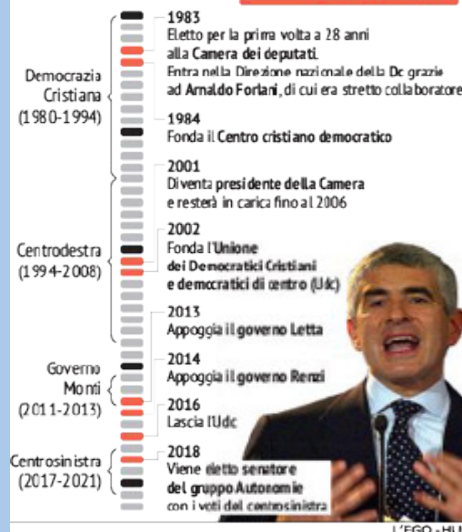 1983
Eletto per la prima volta a 28 anni
alla Camera dei deputati.
Entra nella Direzione nazionale della Dc grazie
ad Arnaldo Forlani, di cui era stretto collaboratore
Democrazia
Cristiana
(1980-1994)
1984
Fonda il Centro cristiano democratico
2001
Diventa presidente della Camera
e resterà in carica fino al 2006
2002
Fonda l'Unione
dei Democratici Cristiani
e democratici di centro (Udc)
Centrodestra
(1994-2008)
2013
Appoggia il governo Letta
2014
Appoggia il governo Renzi
Governo
Monti
(2011-2013)
2016
Lascia l'Udc
2018
Viene eletto senatore
del gruppo Autonomie
con i voti del centrosinistra
Centrosinistra
(2017-2021)
L'EGO - HUB